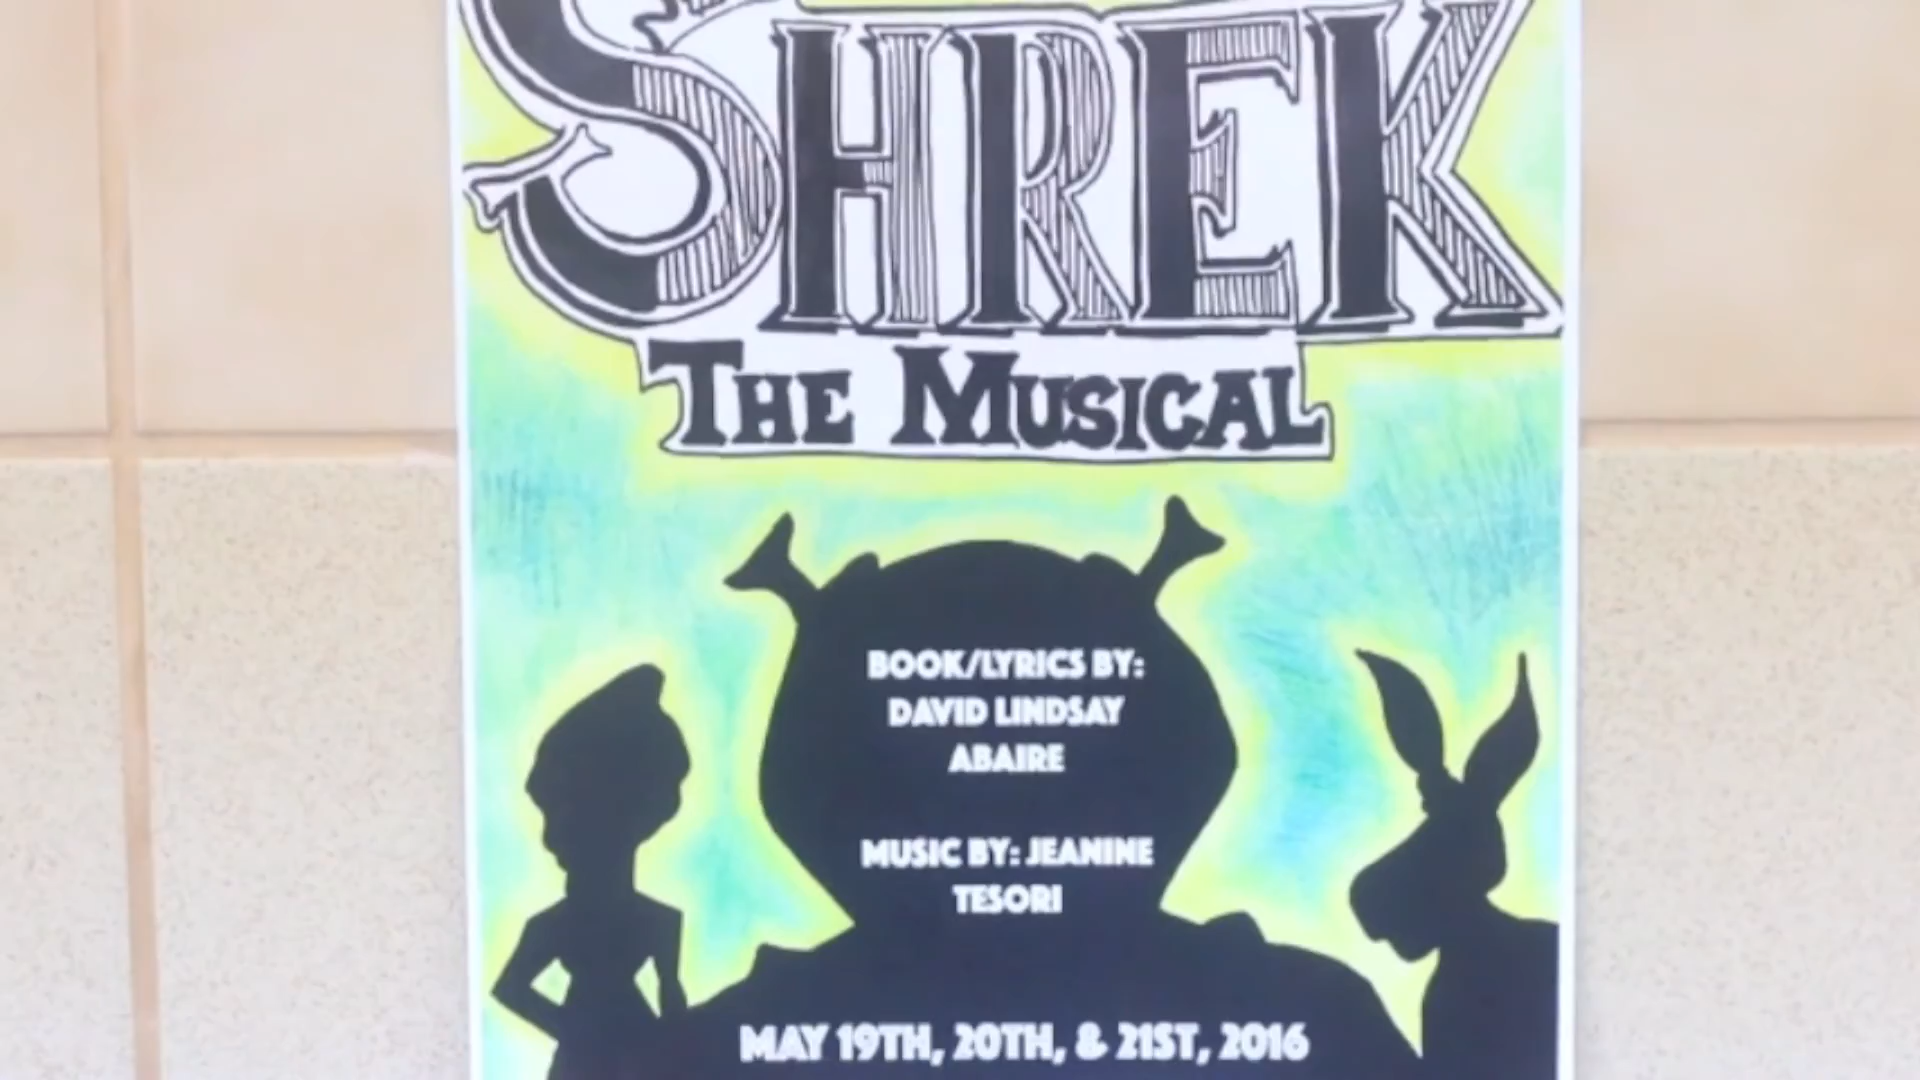 SHREK
THE MUSICAL
BOOK/LYRICS BY:
DAVID LINDSAY
ABAIRE
MUSIC BY: JEANINE
TESORI
MAY 19TH, 20TH, & 21ST, 2016